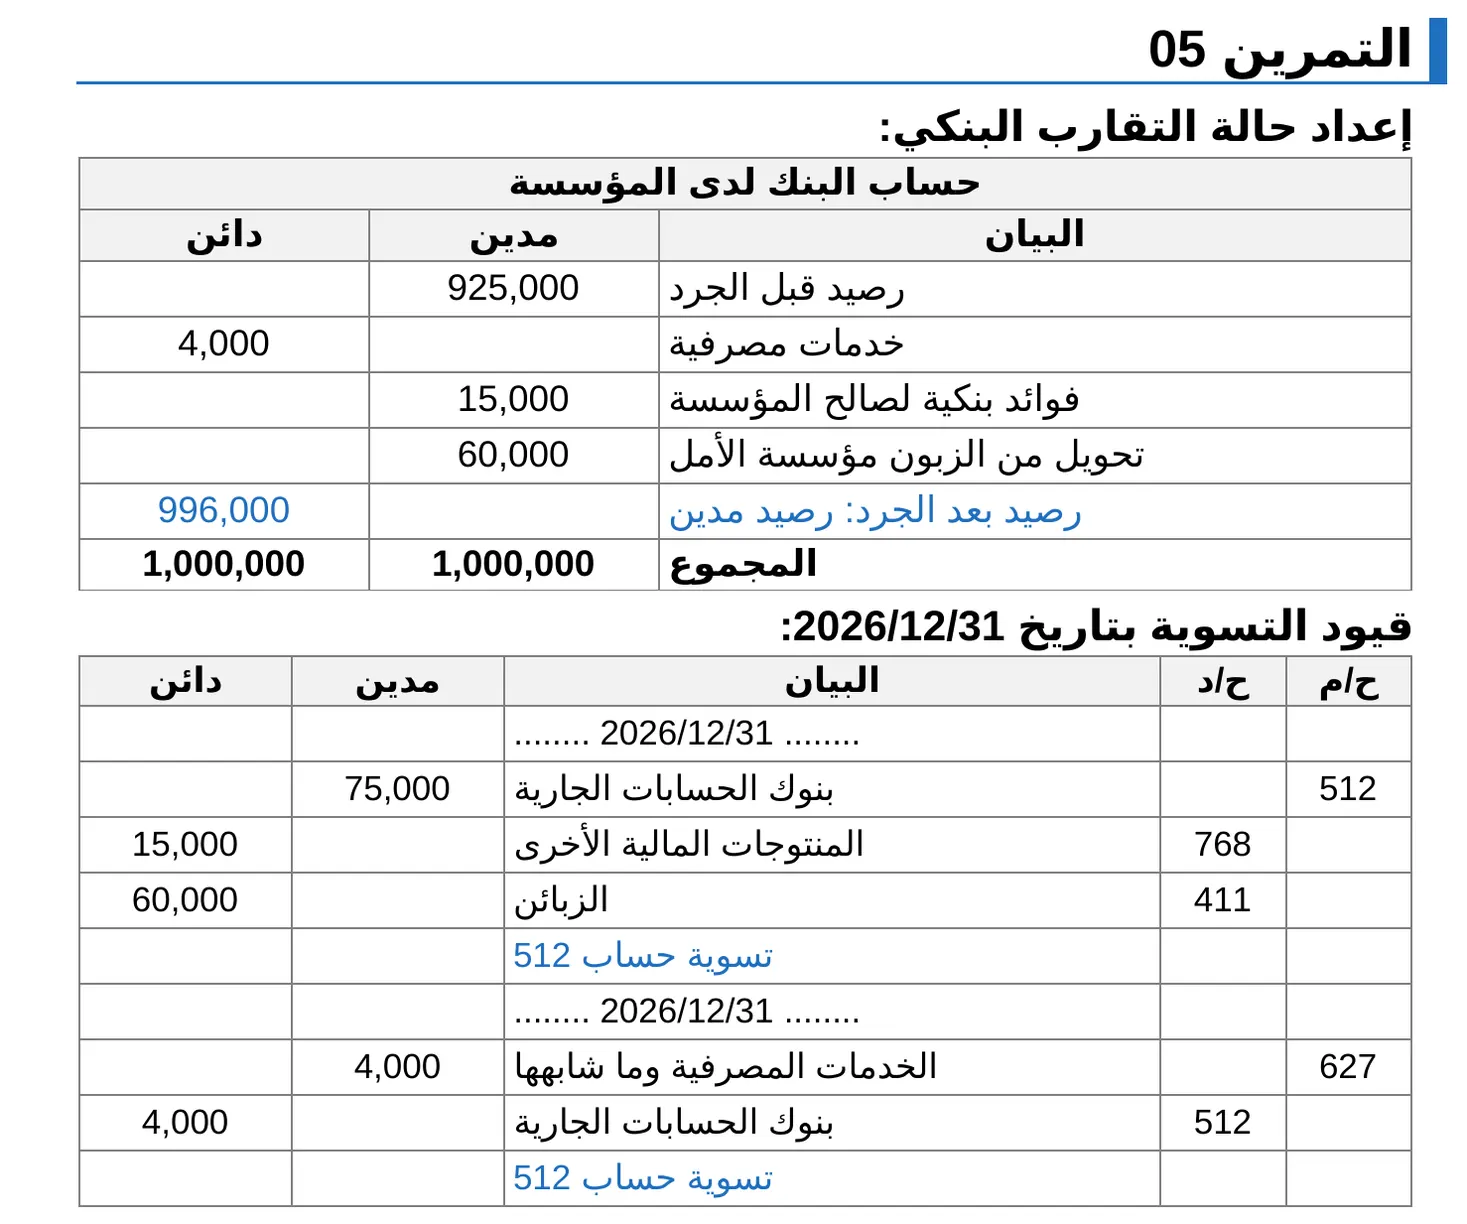 التمرين 05
إعداد حالة التقارب البنكي:
حساب البنك لدى المؤسسة
البيان مدين دائن
رصيد قبل الجرد 925,000
خدمات مصرفية 4,000
فوائد بنكية لصالح المؤسسة 15,000
تحويل من الزبون مؤسسة الأمل 60,000
رصيد بعد الجرد: رصيد مدين 996,000
المجموع 1,000,000 1,000,000
قيود التسوية بتاريخ 2026/12/31:
ح/م ح/د البيان مدين دائن
........ 2026/12/31 ........
512 بنوك الحسابات الجارية 75,000
768 المنتوجات المالية الأخرى 15,000
411 الزبائن 60,000
تسوية حساب 512
........ 2026/12/31 ........
627 الخدمات المصرفية وما شابهها 4,000
512 بنوك الحسابات الجارية 4,000
تسوية حساب 512